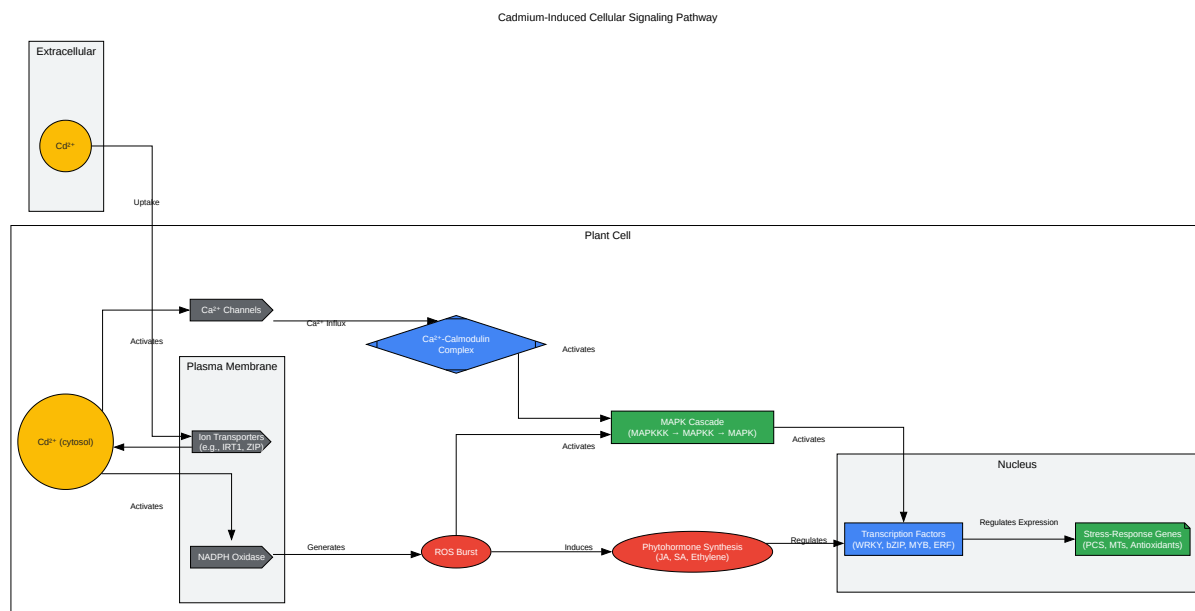 Cadmium-Induced Cellular Signaling Pathway
Extracellular
Cd²⁺
Uptake
Plant Cell
Ca²⁺ Channels
Ca²⁺ Influx
Ca²⁺-Calmodulin
Complex
Activates
Activates
Plasma Membrane
Cd²⁺ (cytosol)
Ion Transporters
(e.g., IRT1, ZIP)
MAPK Cascade
(MAPKKK → MAPKK → MAPK)
Activates
Activates
Nucleus
Activates
NADPH Oxidase
Generates
ROS Burst
Induces
Phytohormone Synthesis
(JA, SA, Ethylene)
Regulates
Transcription Factors
(WRKY, bZIP, MYB, ERF)
Regulates Expression
Stress-Response Genes
(PCS, MTs, Antioxidants)